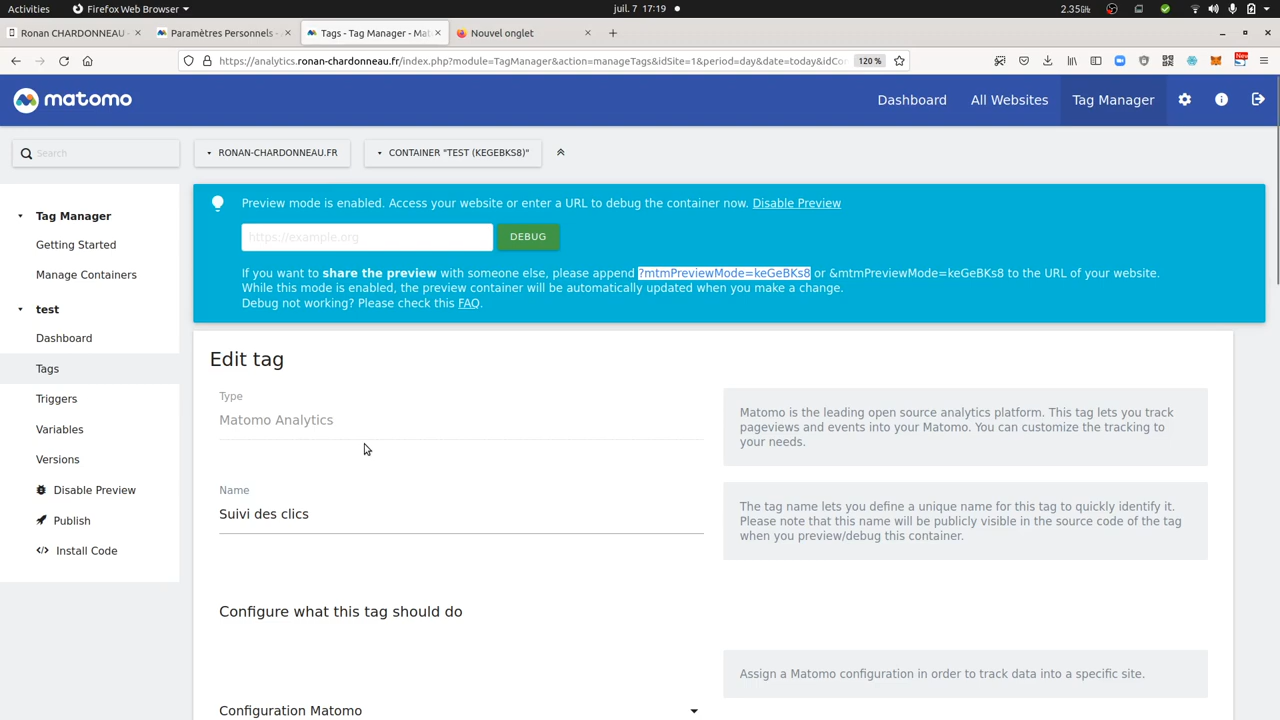 Activities
Firefox Web Browser
juil. 7 17:19
2.35
Ronan CHARDONNEAU
Paramètres Personnels -
Tags - Tag Manager - Mat
Nouvel onglet
https://analytics.ronan-chardonneau.fr/index.php?module=TagManager&action=manageTags&idSite=1&period=day&date=today&idCo
120 %
New
matomo
Dashboard
All Websites
Tag Manager
Search
RONAN-CHARDONNEAU.FR
CONTAINER "TEST (KEGEBKS8)"
Tag Manager
Getting Started
Manage Containers
test
Dashboard
Tags
Triggers
Variables
Versions
Disable Preview
Publish
Install Code
Preview mode is enabled. Access your website or enter a URL to debug the container now. Disable Preview
https://example.org
DEBUG
If you want to share the preview with someone else, please append ?mtmPreviewMode=keGeBKs8 or &mtmPreviewMode=keGeBKs8 to the URL of your website.
While this mode is enabled, the preview container will be automatically updated when you make a change.
Debug not working? Please check this FAQ.
Edit tag
Type
Matomo Analytics
Matomo is the leading open source analytics platform. This tag lets you track
pageviews and events into your Matomo. You can customize the tracking to
your needs.
Name
Suivi des clics
The tag name lets you define a unique name for this tag to quickly identify it.
Please note that this name will be publicly visible in the source code of the tag
when you preview/debug this container.
Configure what this tag should do
Assign a Matomo configuration in order to track data into a specific site.
Configuration Matomo